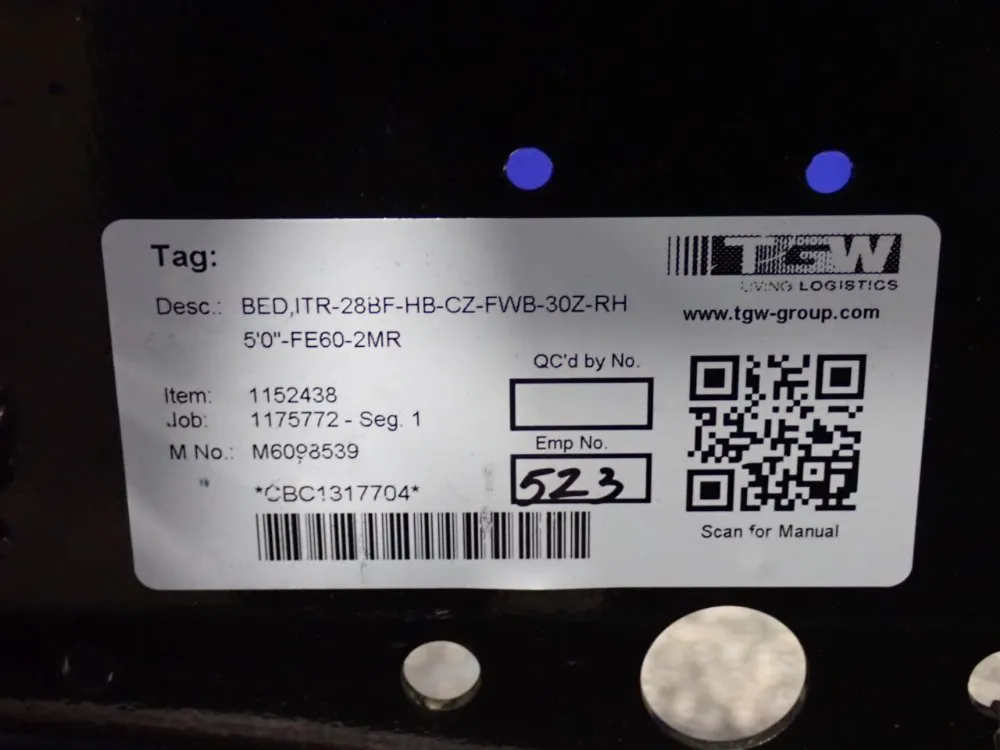 Tag:
TGW
LIVING LOGISTICS
www.tgw-group.com
Desc.: BED,ITR-28BF-HB-CZ-FWB-30Z-RH
5'0"-FE60-2MR
QC'd by No.
Item: 1152438
Job: 1175772 - Seg. 1
Emp No.
523
M No.: M6098539
*CBC1317704*
Scan for Manual